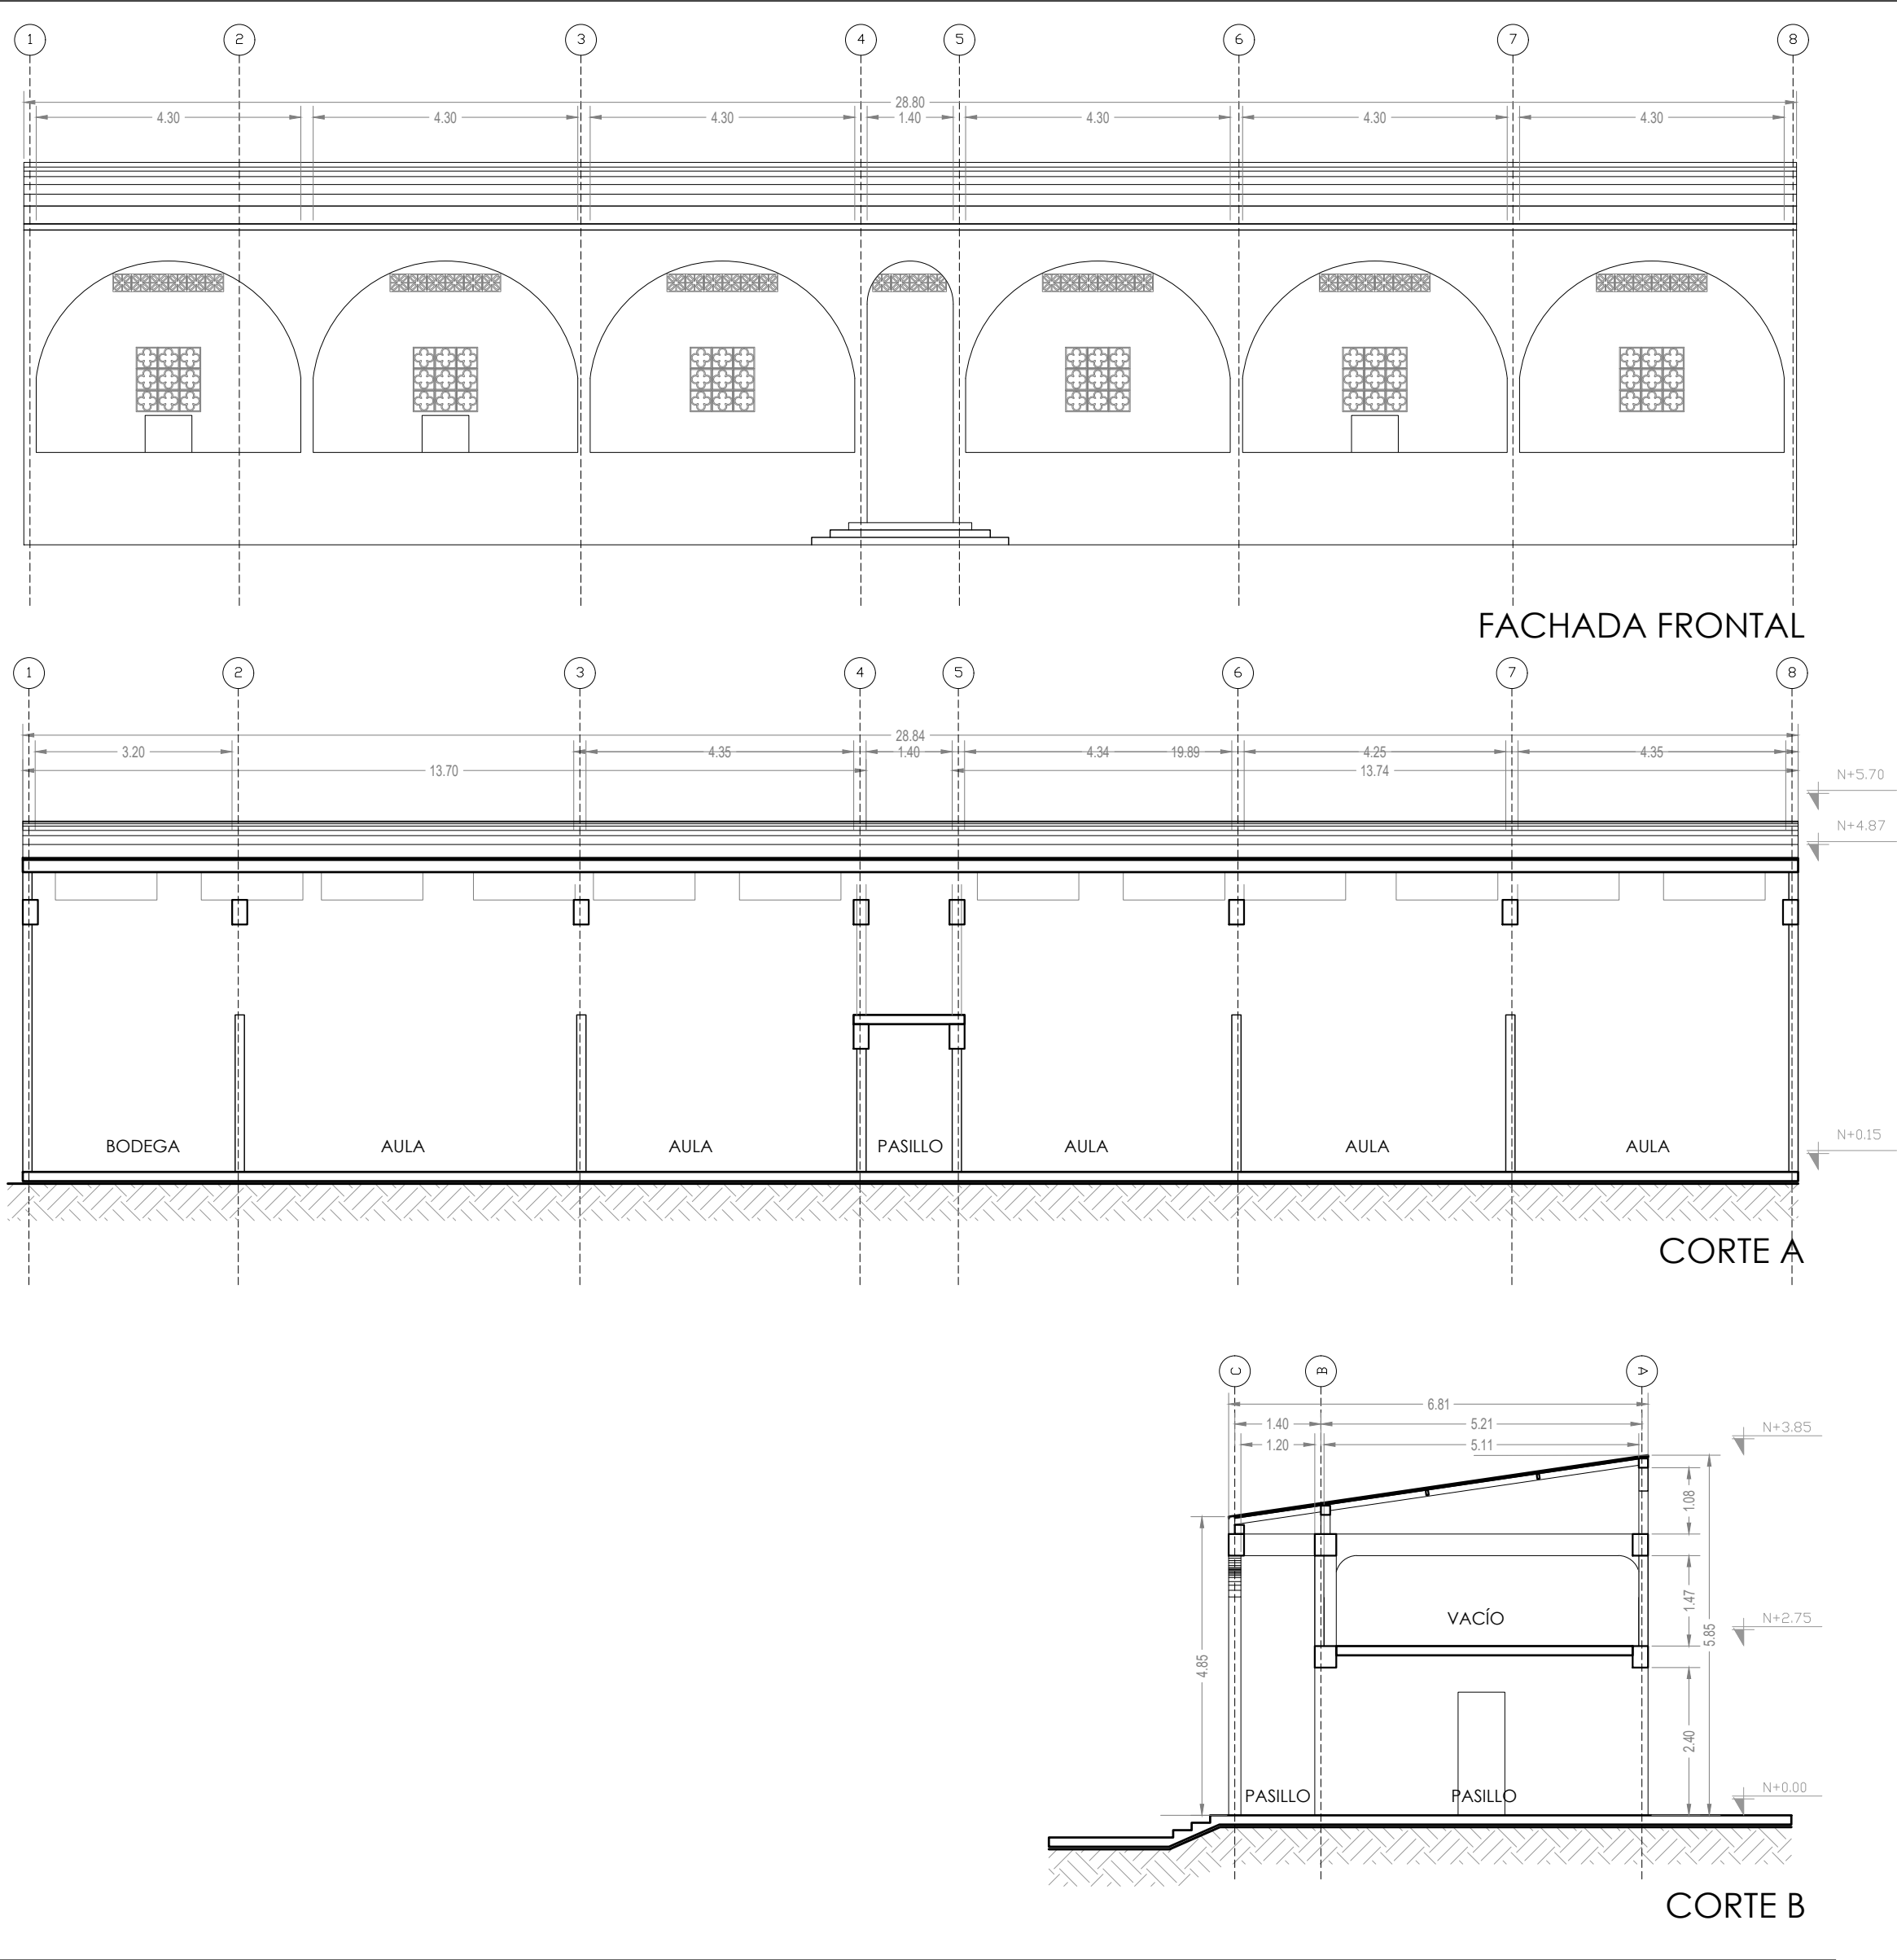 1 2 3 4 5 6 7 8
28.80
4.30 4.30 4.30 1.40 4.30 4.30 4.30
FACHADA FRONTAL
1 2 3 4 5 6 7 8
28.84
3.20 4.35 1.40 4.34 19.89 4.25 4.35
13.70 13.74
N+5.70
N+4.87
BODEGA AULA AULA PASILLO AULA AULA AULA
N+0.15
CORTE A
C B A
6.81
1.40 5.21
1.20 5.11
N+3.85
1.08
1.47
VACÍO
N+2.75
5.85
4.85
2.40
PASILLO PASILLO
N+0.00
CORTE B